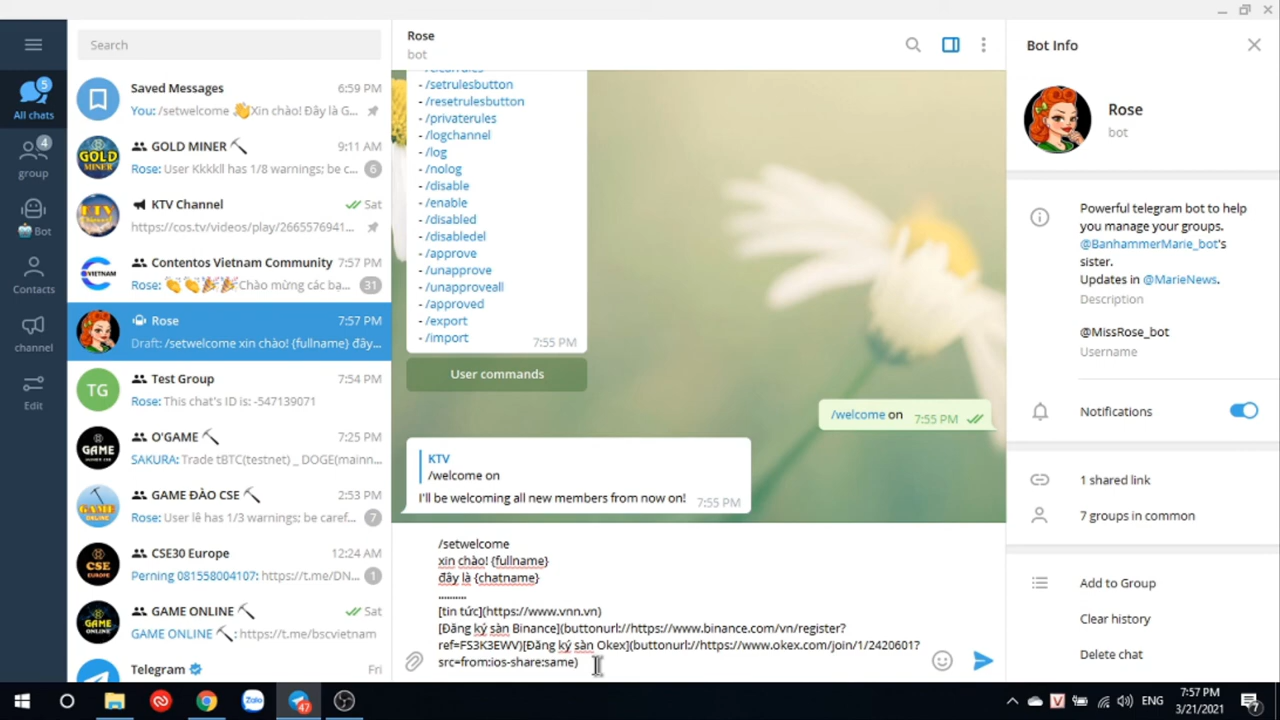 Search
All chats
5
group
4
Bot
Contacts
channel
Edit
Saved Messages 6:59 PM
You: /setwelcome 👋Xin chào! Đây là G...
GOLD MINER ⛏ 9:11 AM
Rose: User Kkkkll has 1/8 warnings; be c... 6
KTV Channel Sat
https://cos.tv/videos/play/2665576941...
Contentos Vietnam Community 7:57 PM
Rose: 👏👏🎉🎉Chào mừng các bạ... 31
Rose 7:57 PM
Draft: /setwelcome xin chào! {fullname} đây...
TG
Test Group 7:54 PM
Rose: This chat's ID is: -547139071
O'GAME ⛏ 7:25 PM
SAKURA: Trade tBTC(testnet) _ DOGE(mainn...
GAME ĐÀO CSE ⛏ 2:53 PM
Rose: User lê has 1/3 warnings; be caref... 7
CSE30 Europe 12:24 AM
Perning 081558004107: https://t.me/DN... 1
GAME ONLINE ⛏ Sat
GAME ONLINE ⛏: https://t.me/bscvietnam
Telegram Fri
Rose
bot
- /setrulesbutton
- /resetrulesbutton
- /privaterules
- /logchannel
- /log
- /nolog
- /disable
- /enable
- /disabled
- /disabledel
- /approve
- /unapprove
- /unapproveall
- /approved
- /export
- /import
7:55 PM
User commands
/welcome on 7:55 PM
KTV
/welcome on
I'll be welcoming all new members from now on! 7:55 PM
/setwelcome
xin chào! {fullname}
đây là {chatname}
..........
[tin tức](https://www.vnn.vn)
[Đăng ký sàn Binance](buttonurl://https://www.binance.com/vn/register?
ref=FS3K3EWV)[Đăng ký sàn Okex](buttonurl://https://www.okex.com/join/1/2420601?
src=from:ios-share:same)
Bot Info
Rose
bot
Powerful telegram bot to help
you manage your groups.
@BanhammerMarie_bot's
sister.
Updates in @MarieNews.
Description
@MissRose_bot
Username
Notifications
1 shared link
7 groups in common
Add to Group
Clear history
Delete chat
Zalo
47
V
ENG
7:57 PM
3/21/2021
7